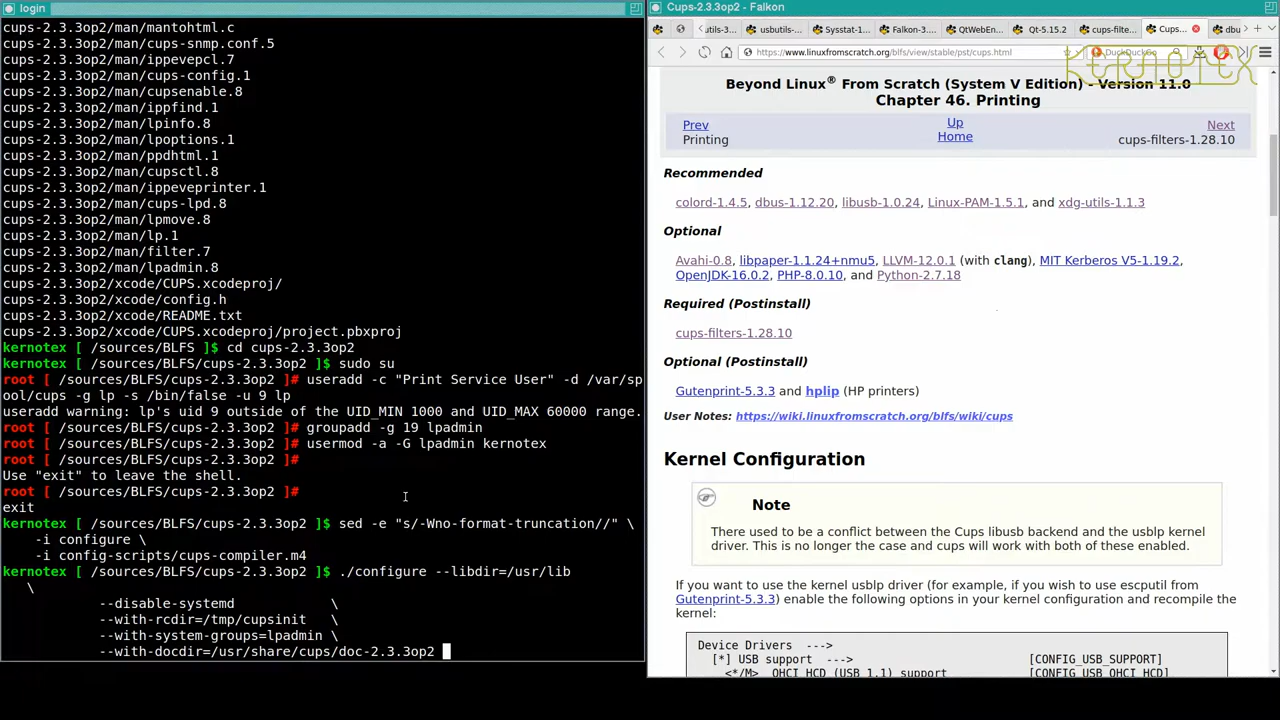 login
cups-2.3.3op2/man/mantohtml.c
cups-2.3.3op2/man/cups-snmp.conf.5
cups-2.3.3op2/man/ippevepcl.7
cups-2.3.3op2/man/cups-config.1
cups-2.3.3op2/man/cupsenable.8
cups-2.3.3op2/man/ippfind.1
cups-2.3.3op2/man/lpinfo.8
cups-2.3.3op2/man/lpoptions.1
cups-2.3.3op2/man/ppdhtml.1
cups-2.3.3op2/man/cupsctl.8
cups-2.3.3op2/man/ippeveprinter.1
cups-2.3.3op2/man/cups-lpd.8
cups-2.3.3op2/man/lpmove.8
cups-2.3.3op2/man/lp.1
cups-2.3.3op2/man/filter.7
cups-2.3.3op2/man/lpadmin.8
cups-2.3.3op2/xcode/CUPS.xcodeproj/
cups-2.3.3op2/xcode/config.h
cups-2.3.3op2/xcode/README.txt
cups-2.3.3op2/xcode/CUPS.xcodeproj/project.pbxproj
kernotex [ /sources/BLFS ]$ cd cups-2.3.3op2
kernotex [ /sources/BLFS/cups-2.3.3op2 ]$ sudo su
root [ /sources/BLFS/cups-2.3.3op2 ]# useradd -c "Print Service User" -d /var/sp
ool/cups -g lp -s /bin/false -u 9 lp
useradd warning: lp's uid 9 outside of the UID_MIN 1000 and UID_MAX 60000 range.
root [ /sources/BLFS/cups-2.3.3op2 ]# groupadd -g 19 lpadmin
root [ /sources/BLFS/cups-2.3.3op2 ]# usermod -a -G lpadmin kernotex
root [ /sources/BLFS/cups-2.3.3op2 ]#
Use "exit" to leave the shell.
root [ /sources/BLFS/cups-2.3.3op2 ]#
exit
kernotex [ /sources/BLFS/cups-2.3.3op2 ]$ sed -e "s/-Wno-format-truncation//" \
-i configure \
-i config-scripts/cups-compiler.m4
kernotex [ /sources/BLFS/cups-2.3.3op2 ]$ ./configure --libdir=/usr/lib
\
--disable-systemd \
--with-rcdir=/tmp/cupsinit \
--with-system-groups=lpadmin \
--with-docdir=/usr/share/cups/doc-2.3.3op2
Cups-2.3.3op2 - Falkon
utils-3... usbutils-... Sysstat-1... Falkon-3.... QtWebEn... Qt-5.15.2 cups-filte... Cups-... dbu
https://www.linuxfromscratch.org/blfs/view/stable/pst/cups.html DuckDuckGo
KERNOTEX
Beyond Linux® From Scratch (System V Edition) - Version 11.0
Chapter 46. Printing
Prev Up Next
Printing Home cups-filters-1.28.10
Recommended
colord-1.4.5, dbus-1.12.20, libusb-1.0.24, Linux-PAM-1.5.1, and xdg-utils-1.1.3
Optional
Avahi-0.8, libpaper-1.1.24+nmu5, LLVM-12.0.1 (with clang), MIT Kerberos V5-1.19.2,
OpenJDK-16.0.2, PHP-8.0.10, and Python-2.7.18
Required (Postinstall)
cups-filters-1.28.10
Optional (Postinstall)
Gutenprint-5.3.3 and hplip (HP printers)
User Notes: https://wiki.linuxfromscratch.org/blfs/wiki/cups
Kernel Configuration
Note
There used to be a conflict between the Cups libusb backend and the usblp kernel
driver. This is no longer the case and cups will work with both of these enabled.
If you want to use the kernel usblp driver (for example, if you wish to use escputil from
Gutenprint-5.3.3) enable the following options in your kernel configuration and recompile the
kernel:
Device Drivers --->
[*] USB support ---> [CONFIG_USB_SUPPORT]
<*/M> OHCI HCD (USB 1.1) support [CONFIG_USB_OHCI_HCD]